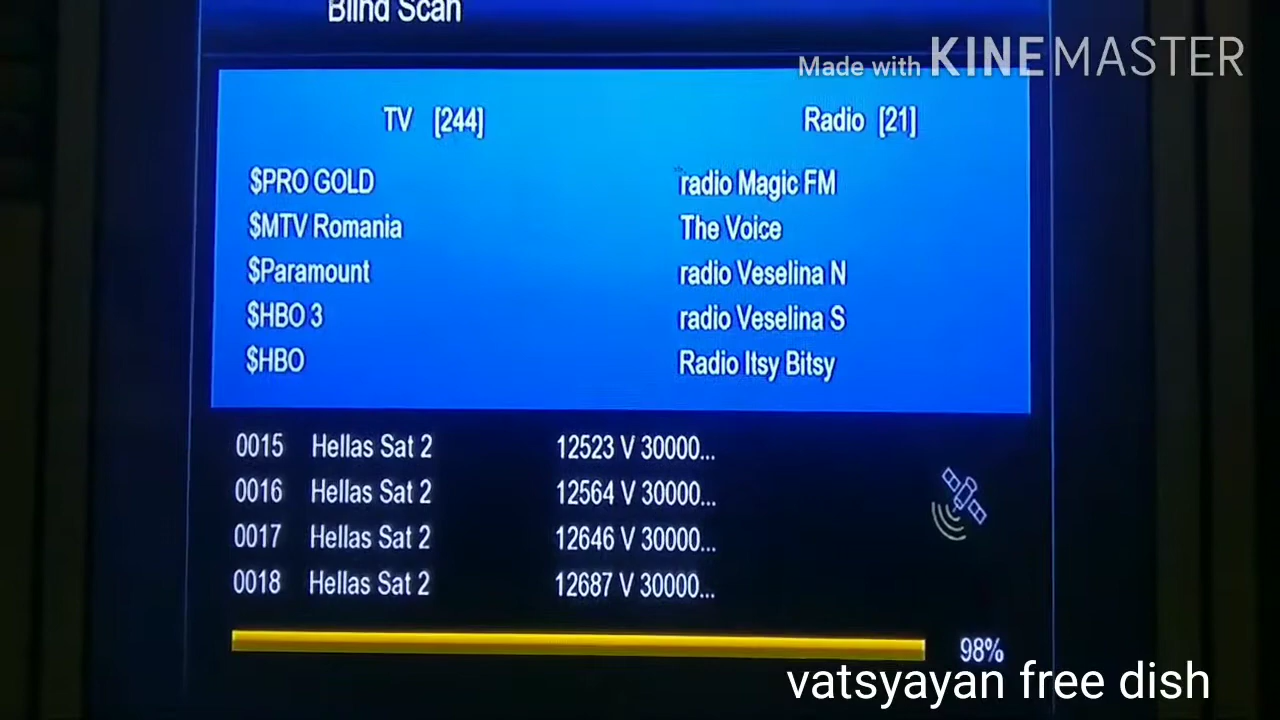 Blind Scan
Made with KINEMASTER
TV [244]
Radio [21]
$PRO GOLD
radio Magic FM
$MTV Romania
The Voice
$Paramount
radio Veselina N
$HBO 3
radio Veselina S
$HBO
Radio Itsy Bitsy
0015 Hellas Sat 2 12523 V 30000...
0016 Hellas Sat 2 12564 V 30000...
0017 Hellas Sat 2 12646 V 30000...
0018 Hellas Sat 2 12687 V 30000...
98%
vatsyayan free dish